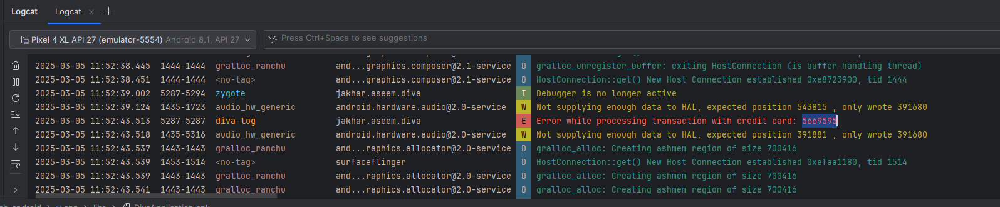 Logcat Logcat
Pixel 4 XL API 27 (emulator-5554) Android 8.1, API 27 Press Ctrl+Space to see suggestions
2025-03-05 11:52:38.445 1444-1444 gralloc_ranchu and...graphics.composer@2.1-service D gralloc_unregister_buffer: exiting HostConnection (is buffer-handling thread)
2025-03-05 11:52:38.451 1444-1444 <no-tag> and...graphics.composer@2.1-service D HostConnection::get() New Host Connection established 0xe8723900, tid 1444
2025-03-05 11:52:39.002 5287-5294 zygote jakhar.aseem.diva I Debugger is no longer active
2025-03-05 11:52:39.124 1435-1723 audio_hw_generic android.hardware.audio@2.0-service W Not supplying enough data to HAL, expected position 543815 , only wrote 391680
2025-03-05 11:52:43.513 5287-5287 diva-log jakhar.aseem.diva E Error while processing transaction with credit card: 5669595
2025-03-05 11:52:43.518 1435-5316 audio_hw_generic android.hardware.audio@2.0-service W Not supplying enough data to HAL, expected position 391881 , only wrote 391680
2025-03-05 11:52:43.537 1443-1443 gralloc_ranchu and...raphics.allocator@2.0-service D gralloc_alloc: Creating ashmem region of size 700416
2025-03-05 11:52:43.539 1453-1514 <no-tag> surfaceflinger D HostConnection::get() New Host Connection established 0xefaa1180, tid 1514
2025-03-05 11:52:43.539 1443-1443 gralloc_ranchu and...raphics.allocator@2.0-service D gralloc_alloc: Creating ashmem region of size 700416
2025-03-05 11:52:43.541 1443-1443 gralloc_ranchu and...raphics.allocator@2.0-service D gralloc_alloc: Creating ashmem region of size 700416